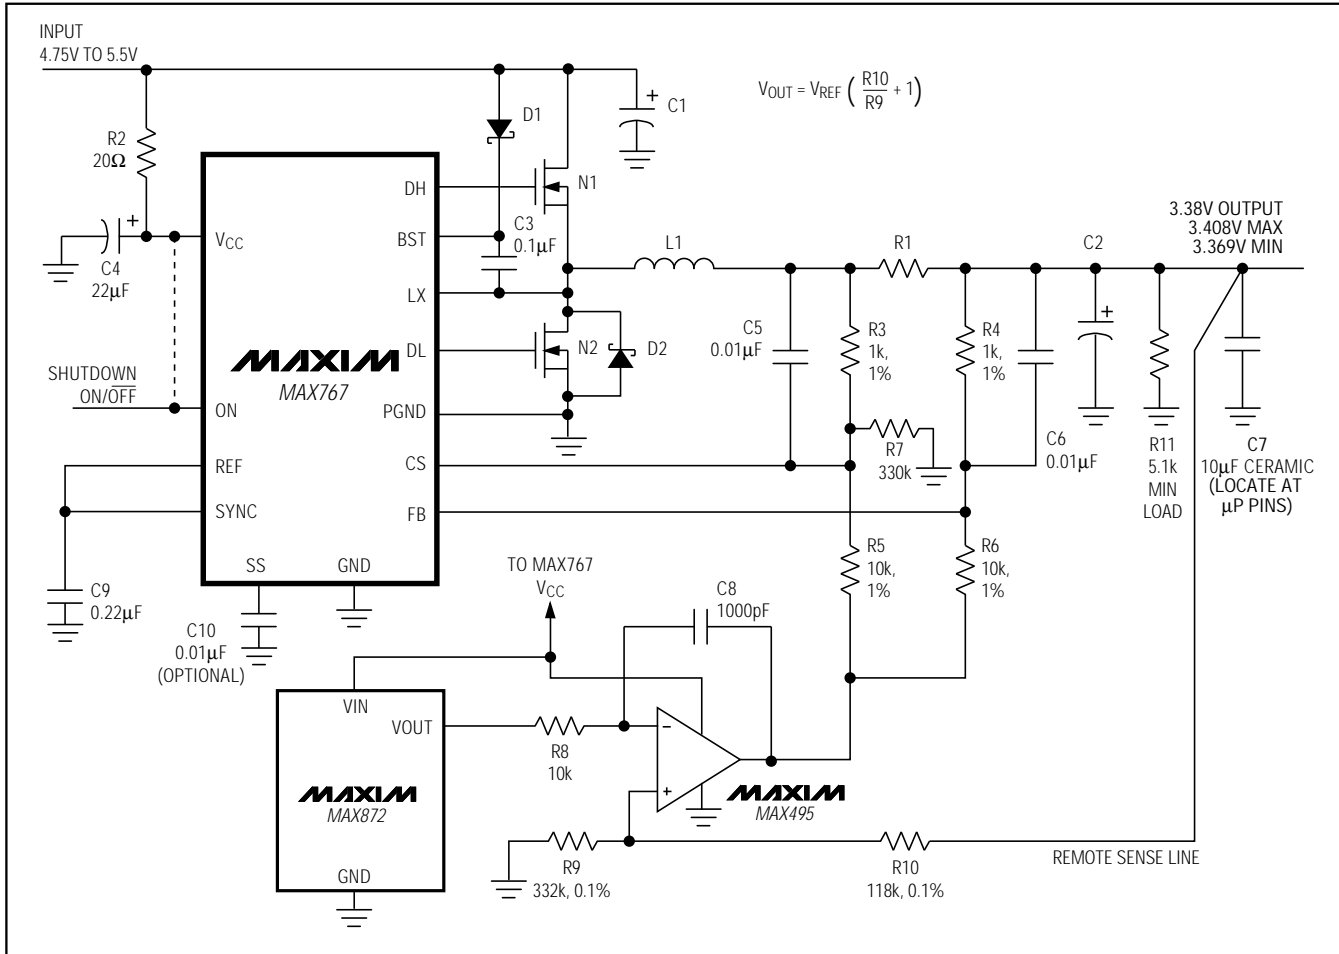 INPUT
4.75V TO 5.5V
VOUT = VREF ( R10/R9 + 1 )
R2
20Ω
D1
C1
N1
DH
BST
LX
DL
PGND
CS
FB
VCC
ON
REF
SYNC
SS
GND
MAXIM
MAX767
C3
0.1µF
C4
22µF
SHUTDOWN
ON/OFF
N2
D2
L1
R1
C2
3.38V OUTPUT
3.408V MAX
3.369V MIN
C5
0.01µF
R3
1k,
1%
R4
1k,
1%
R7
330k
C6
0.01µF
R11
5.1k
MIN
LOAD
C7
10µF CERAMIC
(LOCATE AT
µP PINS)
C9
0.22µF
C10
0.01µF
(OPTIONAL)
TO MAX767
VCC
C8
1000pF
R5
10k,
1%
R6
10k,
1%
VIN
VOUT
MAXIM
MAX872
GND
R8
10k
−
+
MAXIM
MAX495
R9
332k, 0.1%
R10
118k, 0.1%
REMOTE SENSE LINE
+
+
+